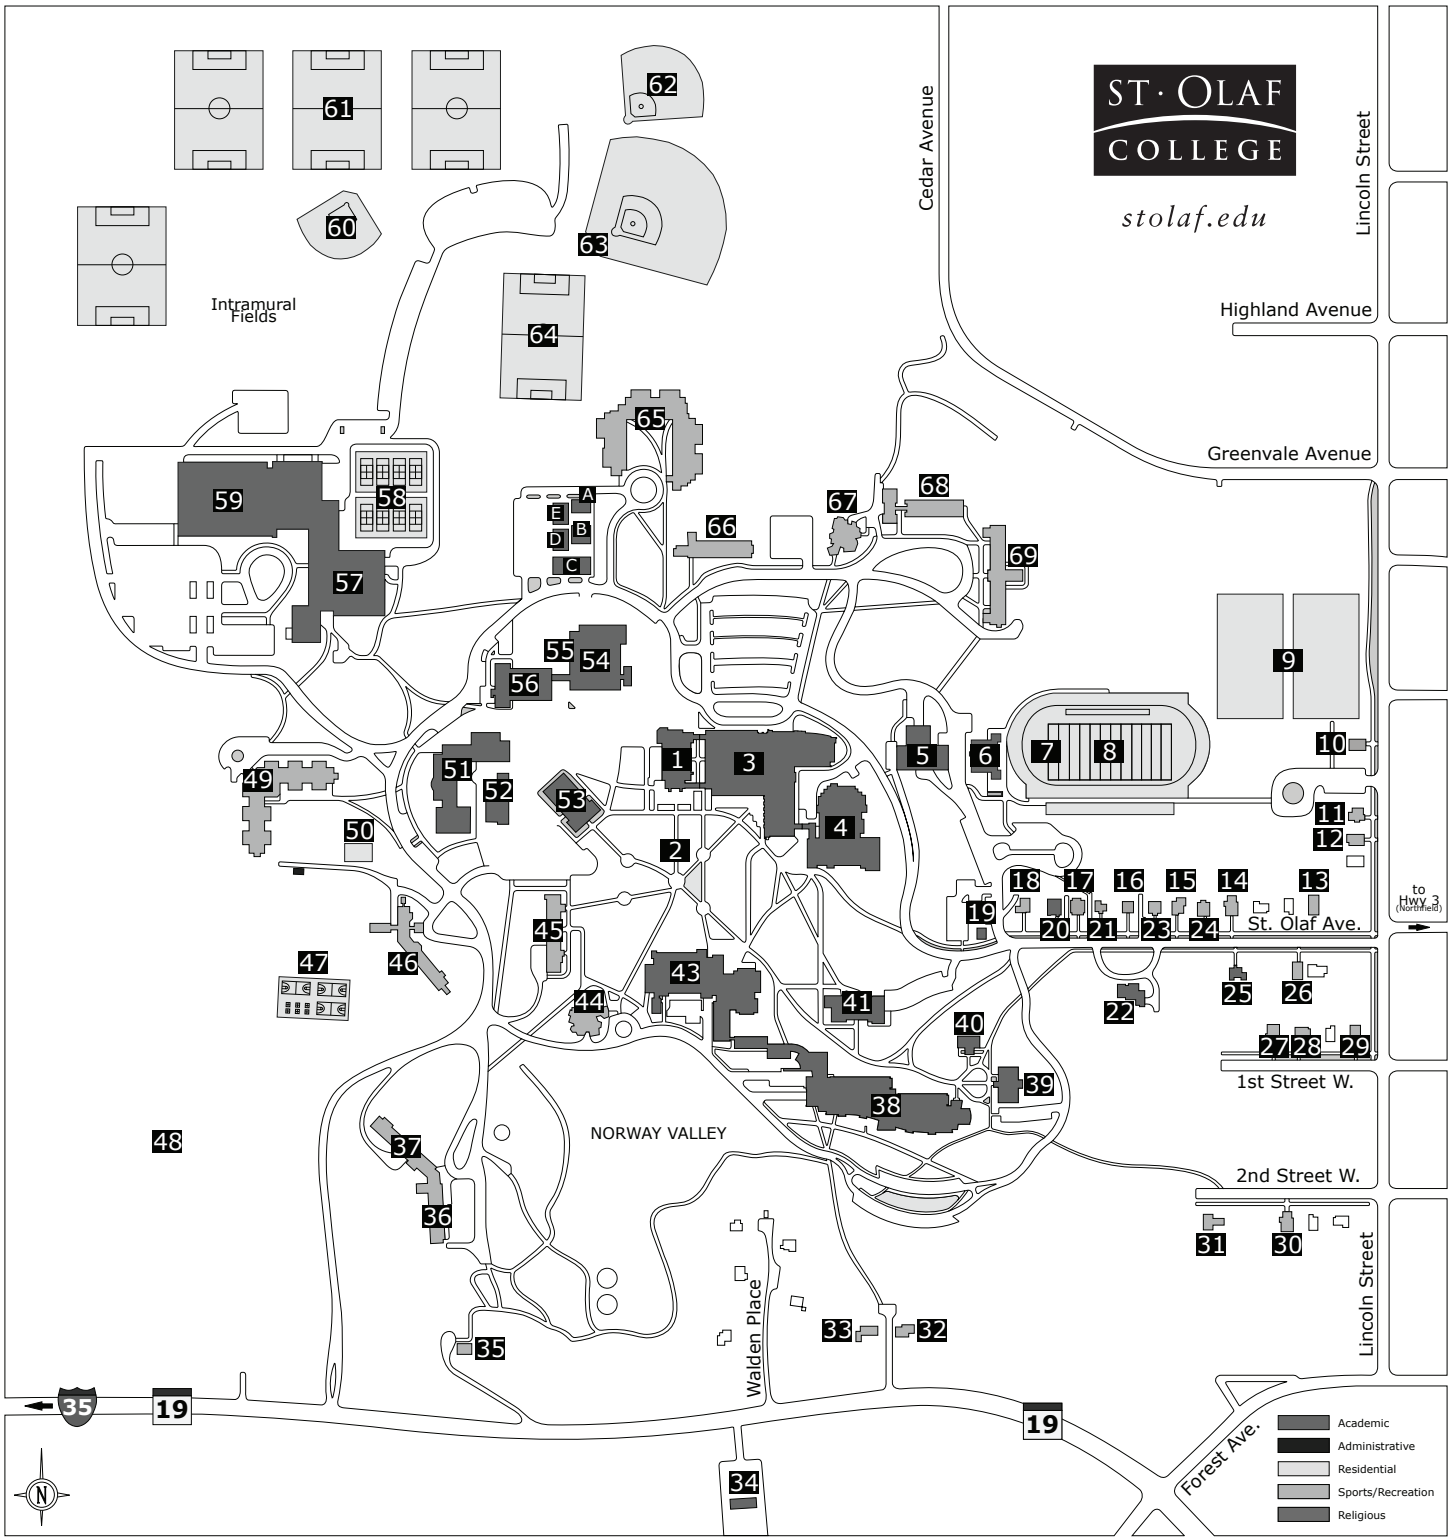 62
61
ST · OLAF
COLLEGE
Cedar Avenue
Lincoln Street
stolaf.edu
60
63
Intramural
Fields
Highland Avenue
64
65
Greenvale Avenue
59
58
A
E
B
D
C
66
67
68
69
57
55
54
56
9
1
3
5
6
7
8
10
49
51
52
53
50
4
2
11
12
18
17
16
15
14
13
to
Hwy 3
(Northfield)
19
20
21
23
24
St. Olaf Ave.
45
46
47
43
44
41
22
25
26
40
27
28
29
1st Street W.
39
38
48
37
NORWAY VALLEY
36
2nd Street W.
31
30
Lincoln Street
Walden Place
33
32
35
35
19
19
Forest Ave.
34
N
Academic
Administrative
Residential
Sports/Recreation
Religious